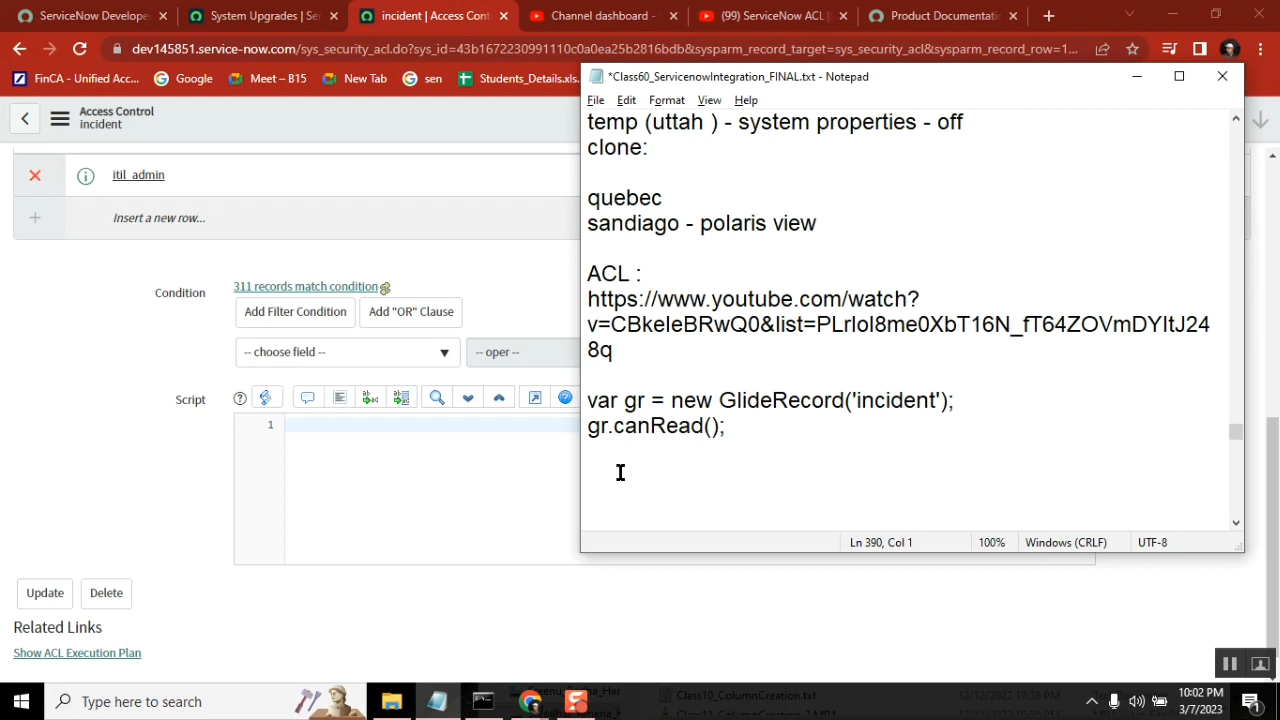 ServiceNow Develope
System Upgrades | Se
incident | Access Cont
Channel dashboard -
(99) ServiceNow ACL
Product Documentatio
dev145851.service-now.com/sys_security_acl.do?sys_id=43b1672230991110c0a0ea25b2816bdb&sysparm_record_target=sys_security_acl&sysparm_record_row=1...
FinCA - Unified Acc...
Google
Meet – B15
New Tab
sen
Students_Details.xls
Access Control
incident
itil_admin
Insert a new row...
Condition
311 records match condition
Add Filter Condition
Add "OR" Clause
-- choose field --
-- oper --
Script
1
Update
Delete
Related Links
Show ACL Execution Plan
*Class60_ServicenowIntegration_FINAL.txt - Notepad
File Edit Format View Help
temp (uttah ) - system properties - off
clone:
quebec
sandiago - polaris view
ACL :
https://www.youtube.com/watch?
v=CBkeleBRwQ0&list=PLrlol8me0XbT16N_fT64ZOVmDYItJ24
8q
var gr = new GlideRecord('incident');
gr.canRead();
Ln 390, Col 1
100%
Windows (CRLF)
UTF-8
Type here to search
Class10_ColumnCreation.txt
10:02 PM
3/7/2023
1